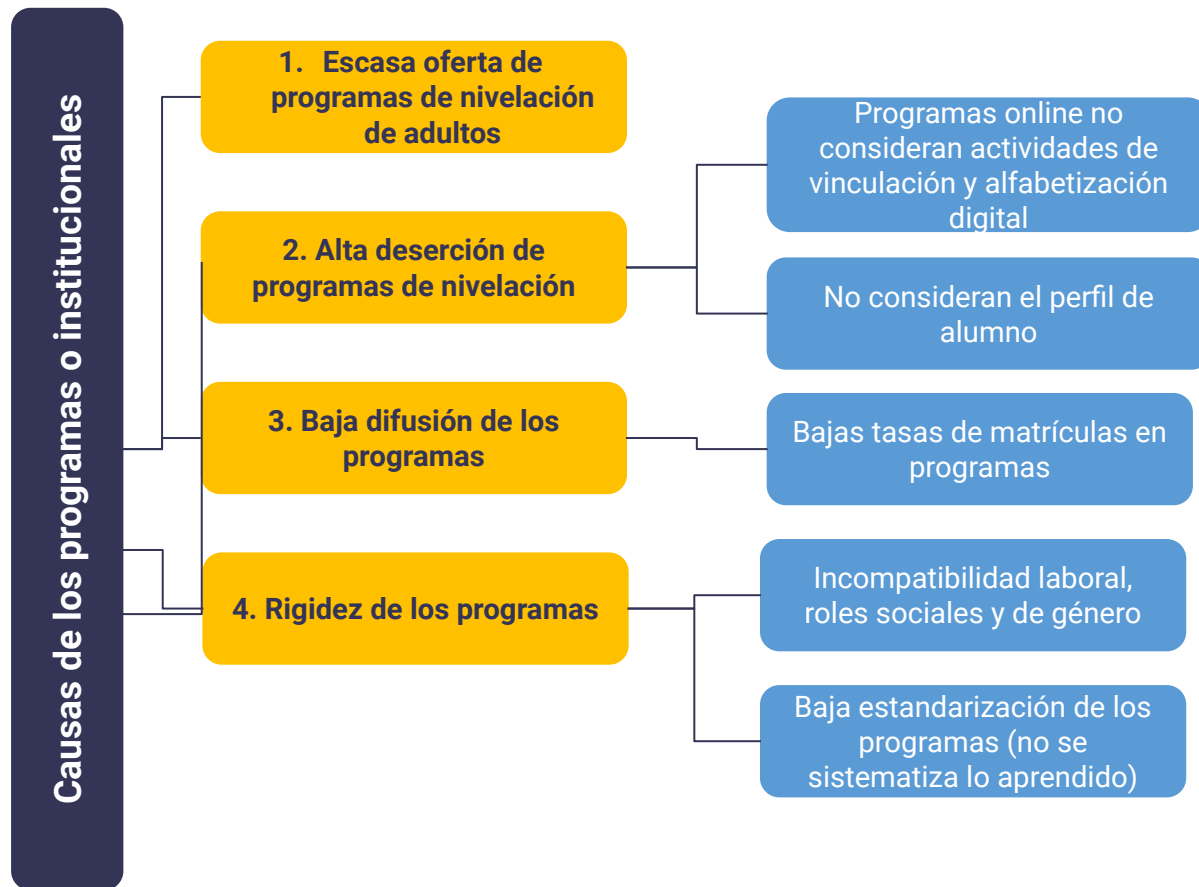 Causas de los programas o institucionales
1. Escasa oferta de
programas de nivelación
de adultos
2. Alta deserción de
programas de nivelación
Programas online no
consideran actividades de
vinculación y alfabetización
digital
No consideran el perfil de
alumno
3. Baja difusión de los
programas
Bajas tasas de matrículas en
programas
4. Rigidez de los programas
Incompatibilidad laboral,
roles sociales y de género
Baja estandarización de los
programas (no se
sistematiza lo aprendido)